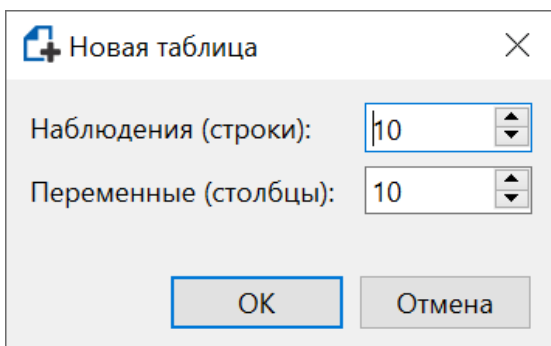 Новая таблица
Наблюдения (строки): 10
Переменные (столбцы): 10
OK Отмена